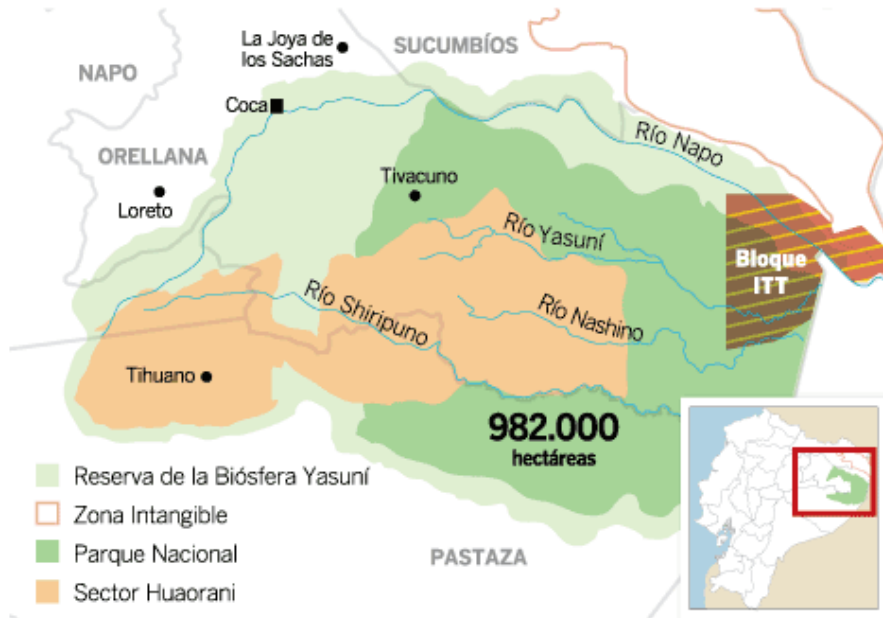 La Joya de
los Sachas
SUCUMBÍOS
NAPO
Coca
Río Napo
ORELLANA
Tivacuno
Loreto
Río Yasuní
Bloque
ITT
Río Shiripuno
Río Nashino
Tihuano
982.000
hectáreas
Reserva de la Biósfera Yasuní
Zona Intangible
Parque Nacional
Sector Huaorani
PASTAZA